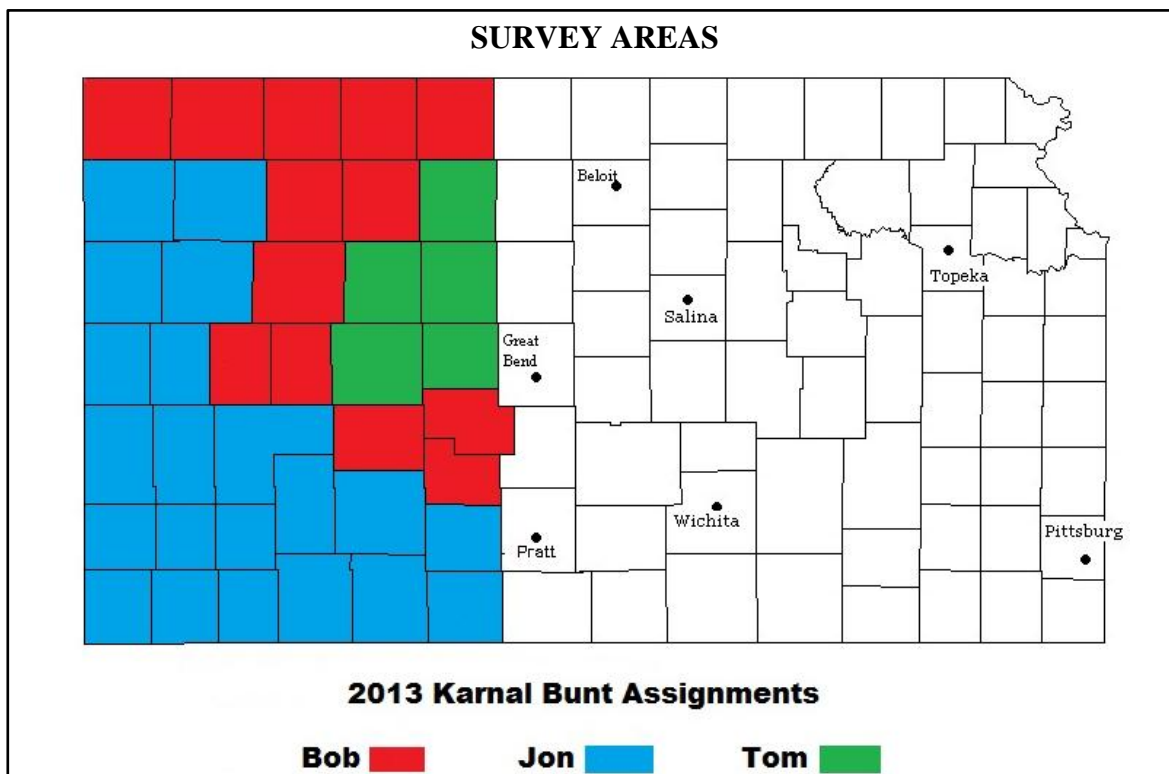 SURVEY AREAS
Beloit
Topeka
Salina
Great
Bend
Wichita
Pratt
Pittsburg
2013 Karnal Bunt Assignments
Bob Jon Tom